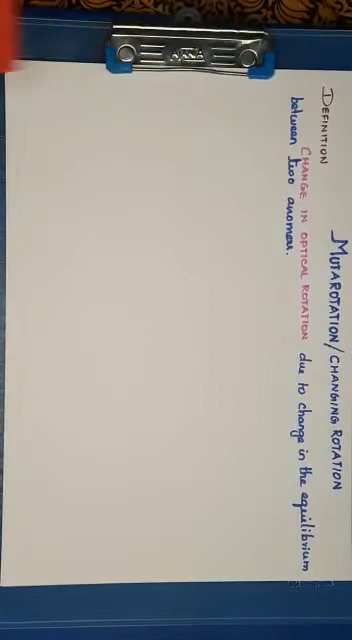 MUTAROTATION/CHANGING ROTATION
DEFINITION
CHANGE IN OPTICAL ROTATION due to change in the equilibrium
between two anomers.